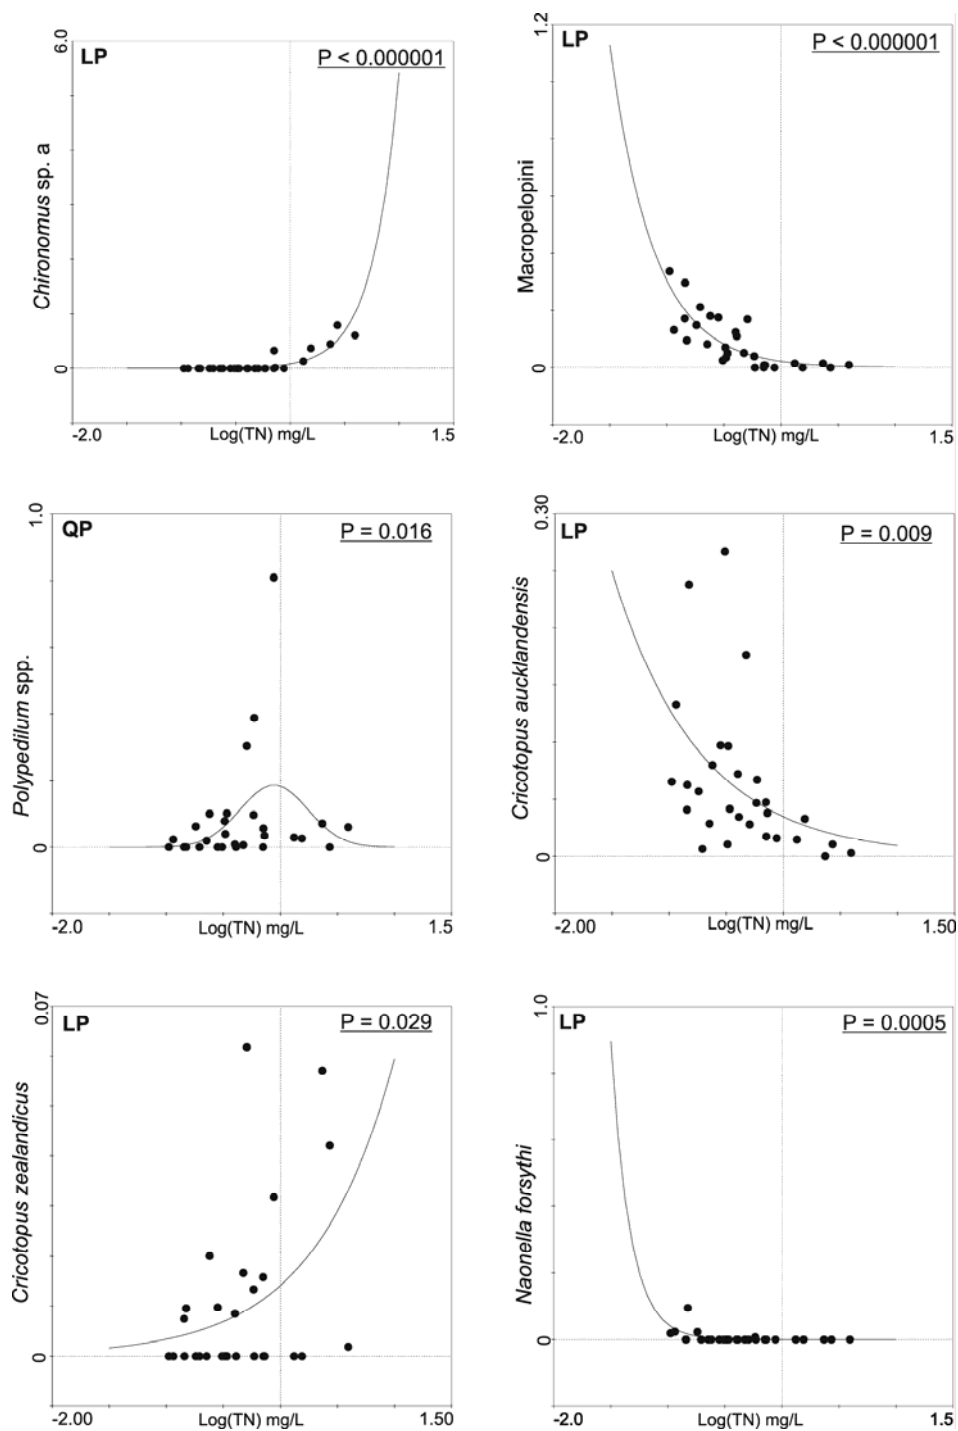 6.0
LP
P < 0.000001
Chironomus sp. a
0
-2.0
Log(TN) mg/L
1.5
1.2
LP
P < 0.000001
Macropelopini
0
-2.0
Log(TN) mg/L
1.5
1.0
QP
P = 0.016
Polypedilum spp.
0
-2.0
Log(TN) mg/L
1.5
0.30
LP
P = 0.009
Cricotopus aucklandensis
0
-2.00
Log(TN) mg/L
1.50
0.07
LP
P = 0.029
Cricotopus zealandicus
0
-2.00
Log(TN) mg/L
1.50
1.0
LP
P = 0.0005
Naonella forsythi
0
-2.0
Log(TN) mg/L
1.5